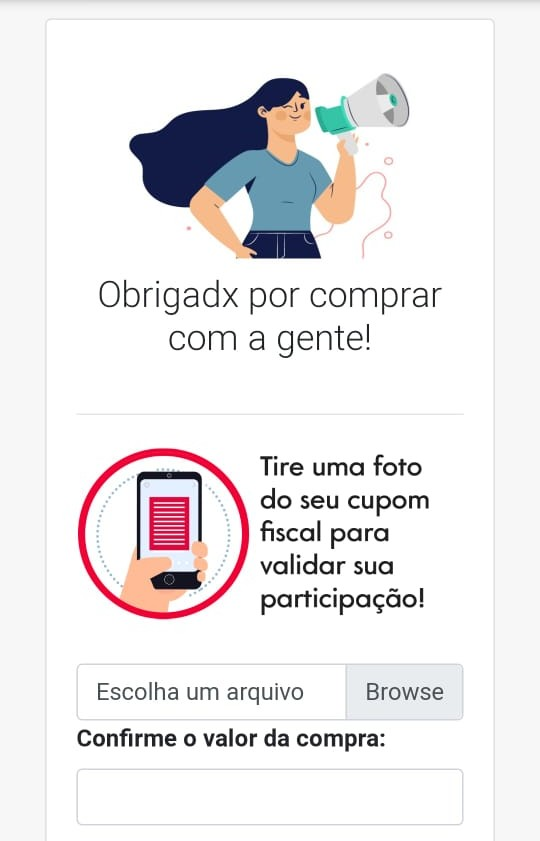 Obrigadx por comprar
com a gente!
Tire uma foto
do seu cupom
fiscal para
validar sua
participação!
Escolha um arquivo
Browse
Confirme o valor da compra: